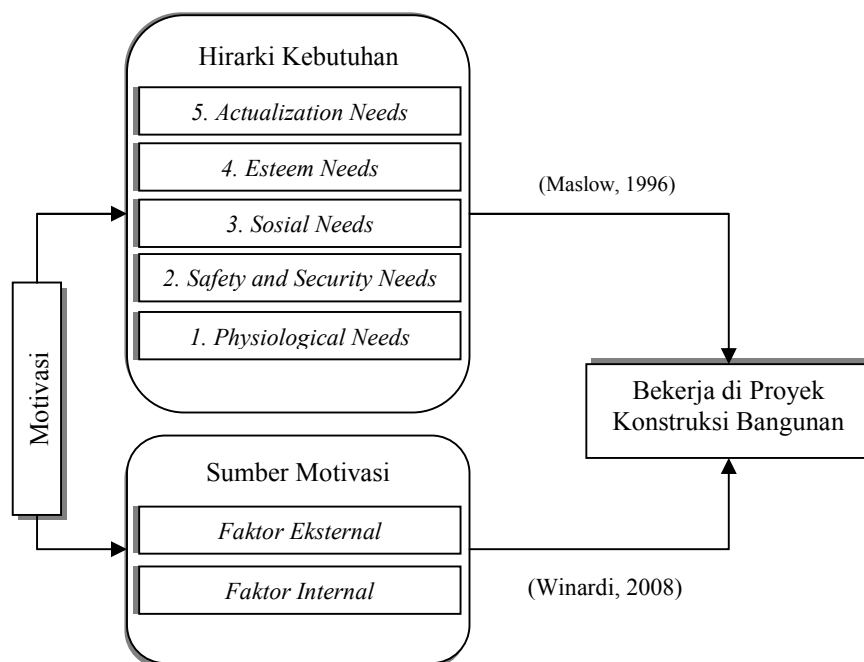 Hirarki Kebutuhan
5. Actualization Needs
4. Esteem Needs
3. Sosial Needs
2. Safety and Security Needs
1. Physiological Needs
(Maslow, 1996)
Motivasi
Bekerja di Proyek
Konstruksi Bangunan
Sumber Motivasi
Faktor Eksternal
Faktor Internal
(Winardi, 2008)